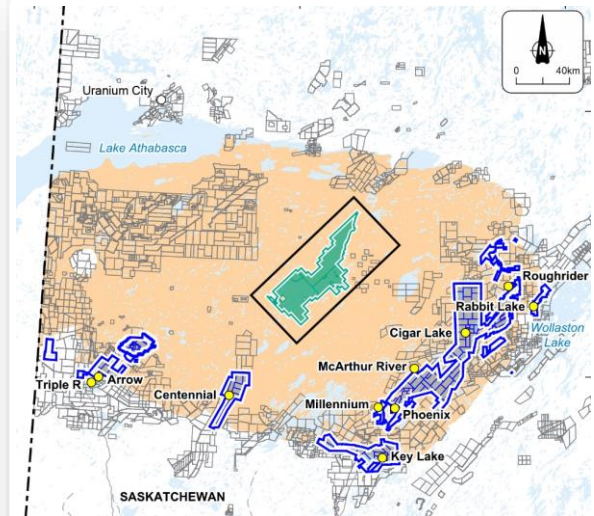 N
0 40km
Uranium City
Lake Athabasca
Roughrider
Rabbit Lake
Cigar Lake
Wollaston
Lake
McArthur River
Arrow
Triple R
Centennial
Millennium
Phoenix
Key Lake
SASKATCHEWAN